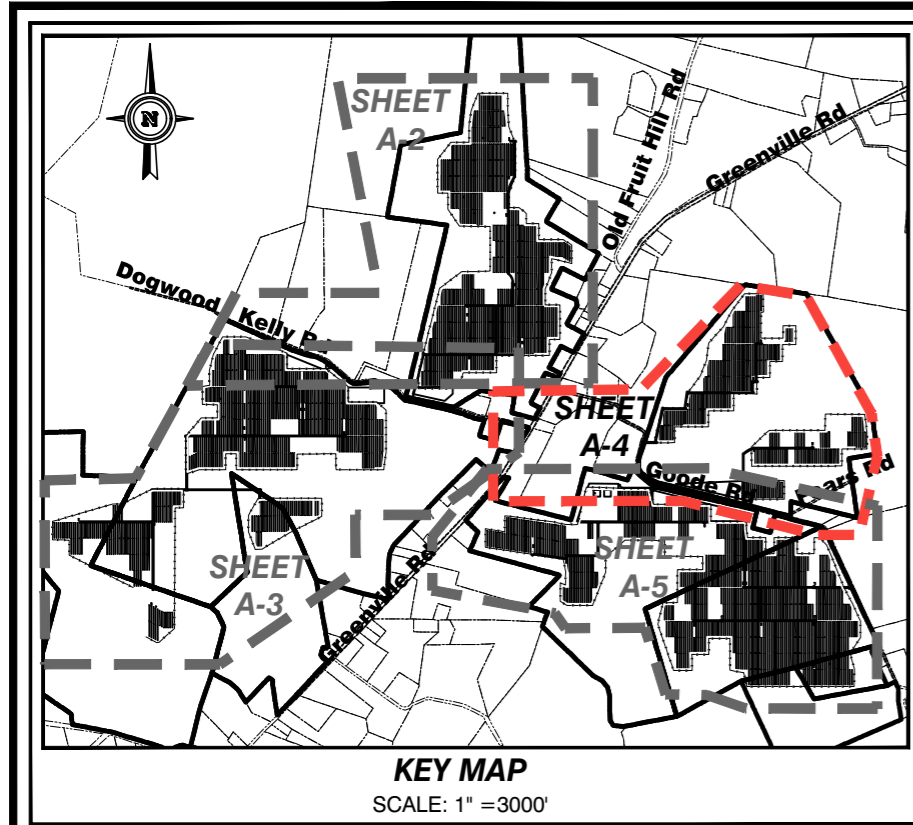 N
SHEET
A-2
Old Fruit Hill Rd
Greenville Rd
Dogwood
Kelly Rd
SHEET
A-4
Goode Rd
SHEET
A-3
SHEET
A-5
Greenville Rd
KEY MAP
SCALE: 1" =3000'